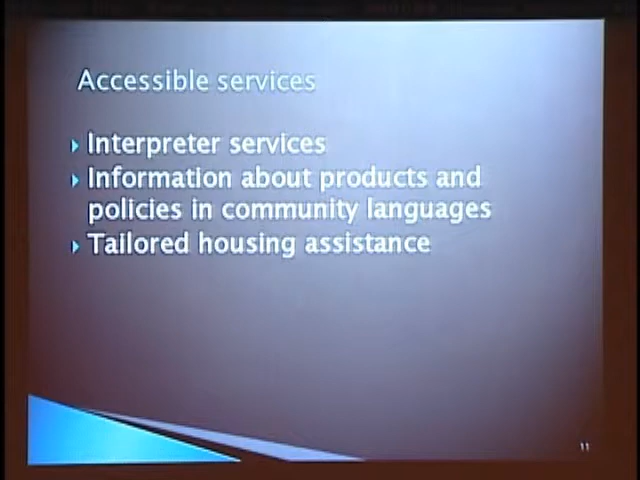 Accessible services
Interpreter services
Information about products and
policies in community languages
Tailored housing assistance
11